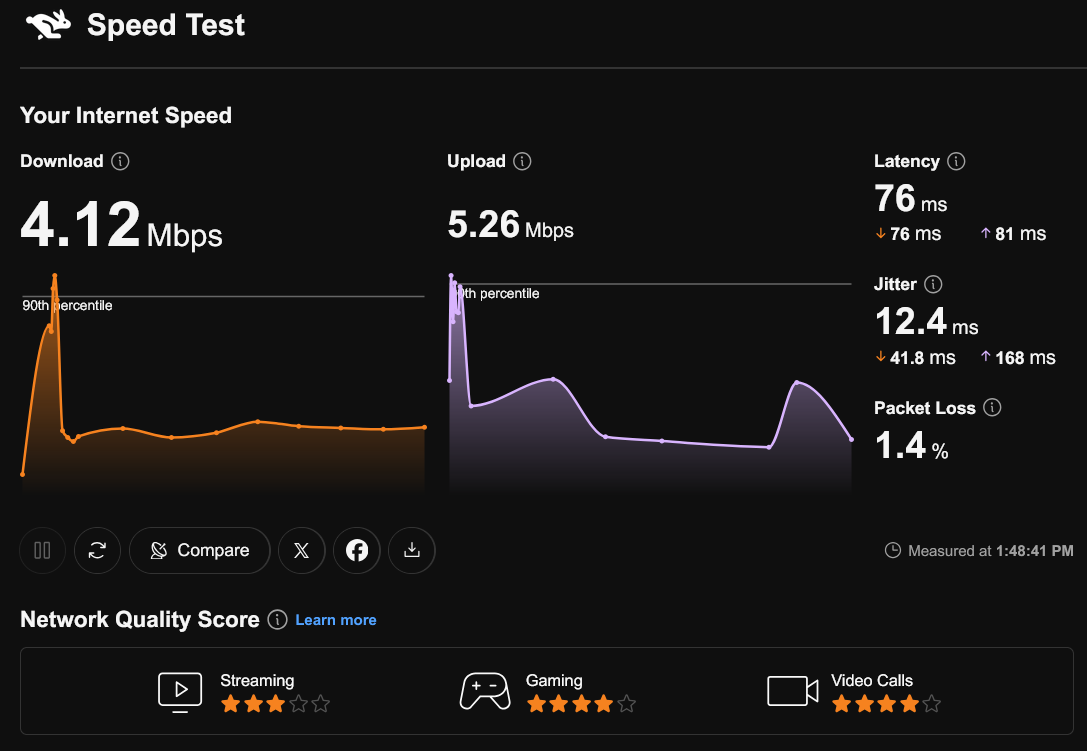 Speed Test
Your Internet Speed
Download
4.12 Mbps
90th percentile
Upload
5.26 Mbps
0th percentile
Latency
76 ms
↓ 76 ms ↑ 81 ms
Jitter
12.4 ms
↓ 41.8 ms ↑ 168 ms
Packet Loss
1.4 %
Compare
Measured at 1:48:41 PM
Network Quality Score Learn more
Streaming
Gaming
Video Calls